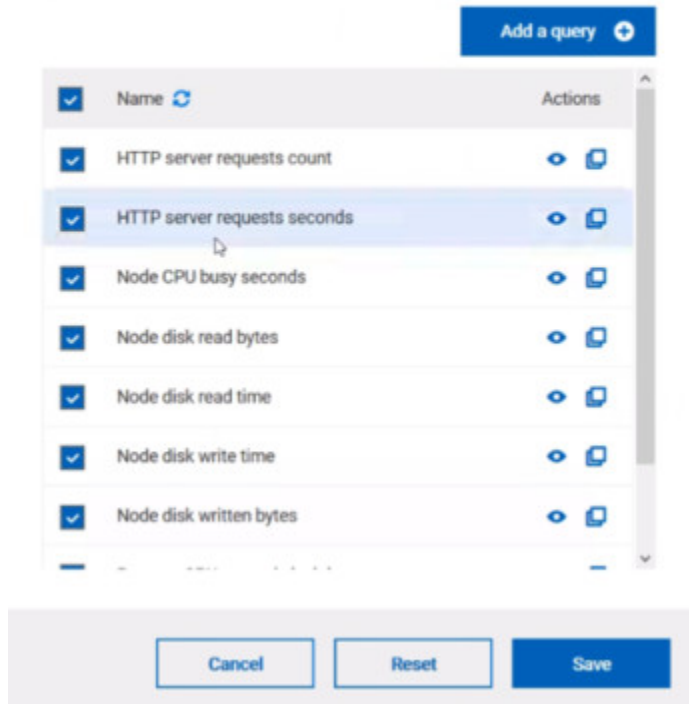 Add a query
Name Actions
HTTP server requests count
HTTP server requests seconds
Node CPU busy seconds
Node disk read bytes
Node disk read time
Node disk write time
Node disk written bytes
Cancel Reset Save